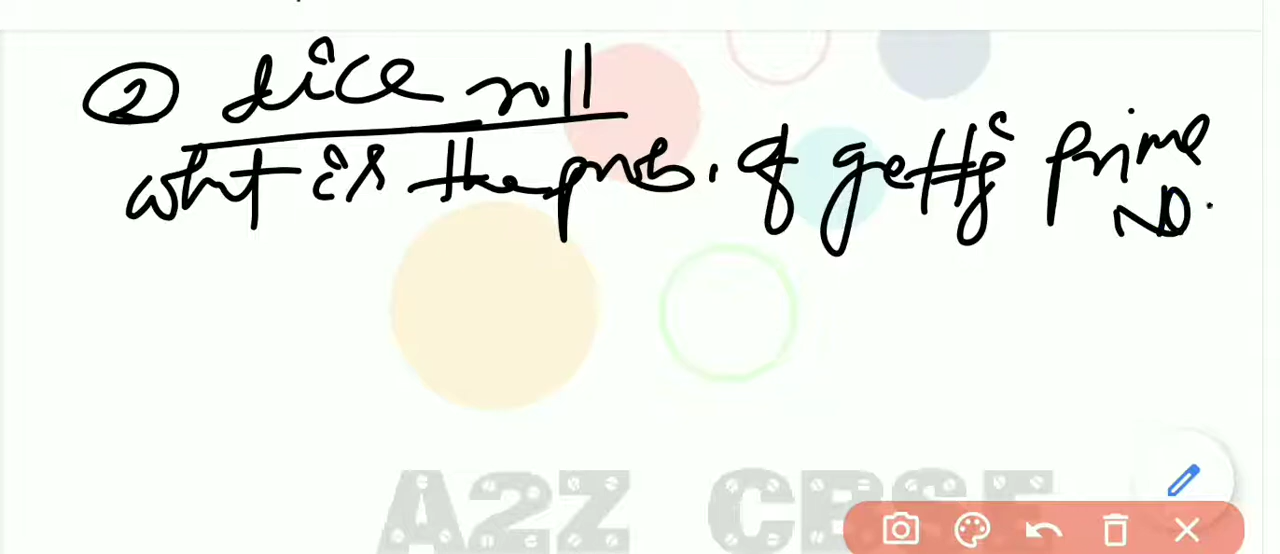 ② dice roll
what is the prob. of gettg prime
No.
A2Z CBSE